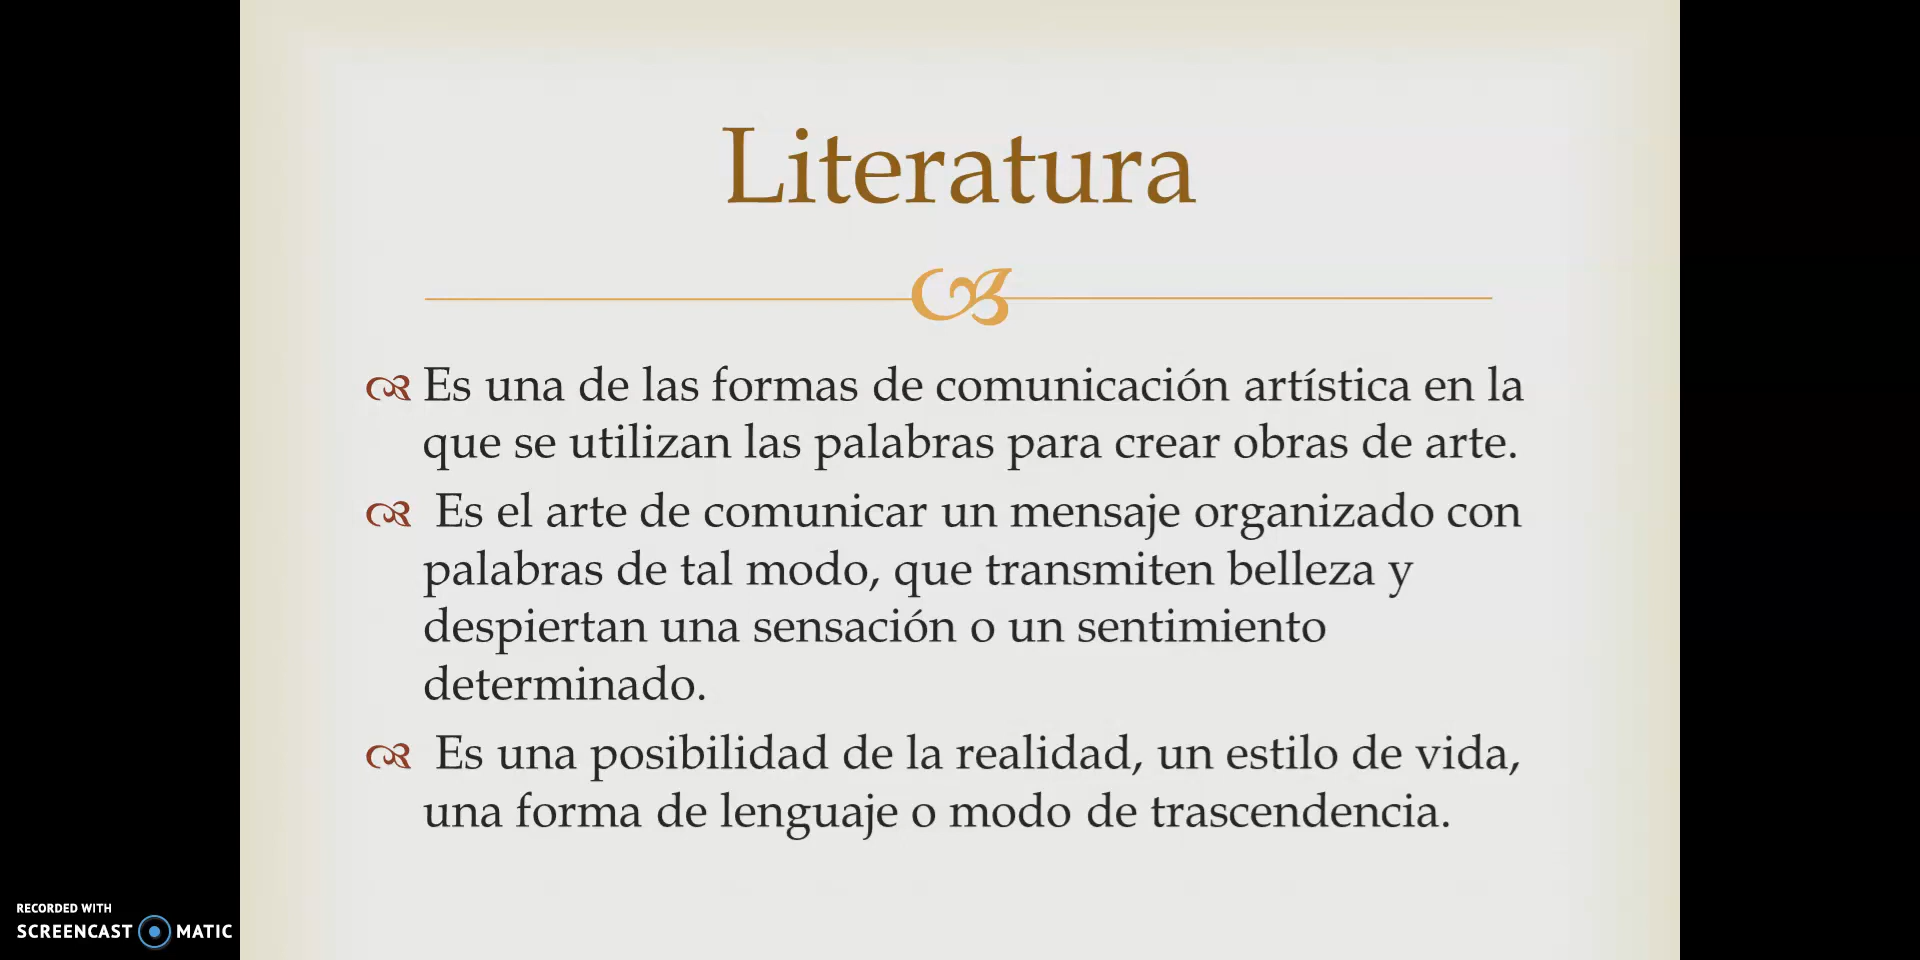 Literatura
Es una de las formas de comunicación artística en la
que se utilizan las palabras para crear obras de arte.
Es el arte de comunicar un mensaje organizado con
palabras de tal modo, que transmiten belleza y
despiertan una sensación o un sentimiento
determinado.
Es una posibilidad de la realidad, un estilo de vida,
una forma de lenguaje o modo de trascendencia.
RECORDED WITH
SCREENCAST MATIC